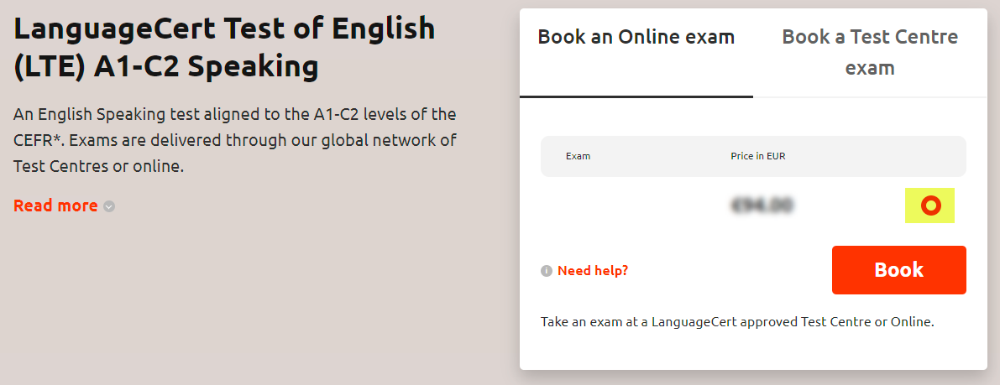 LanguageCert Test of English
(LTE) A1-C2 Speaking
An English Speaking test aligned to the A1-C2 levels of the
CEFR*. Exams are delivered through our global network of
Test Centres or online.
Read more
Book an Online exam
Book a Test Centre
exam
Exam
Price in EUR
Need help?
Book
Take an exam at a LanguageCert approved Test Centre or Online.